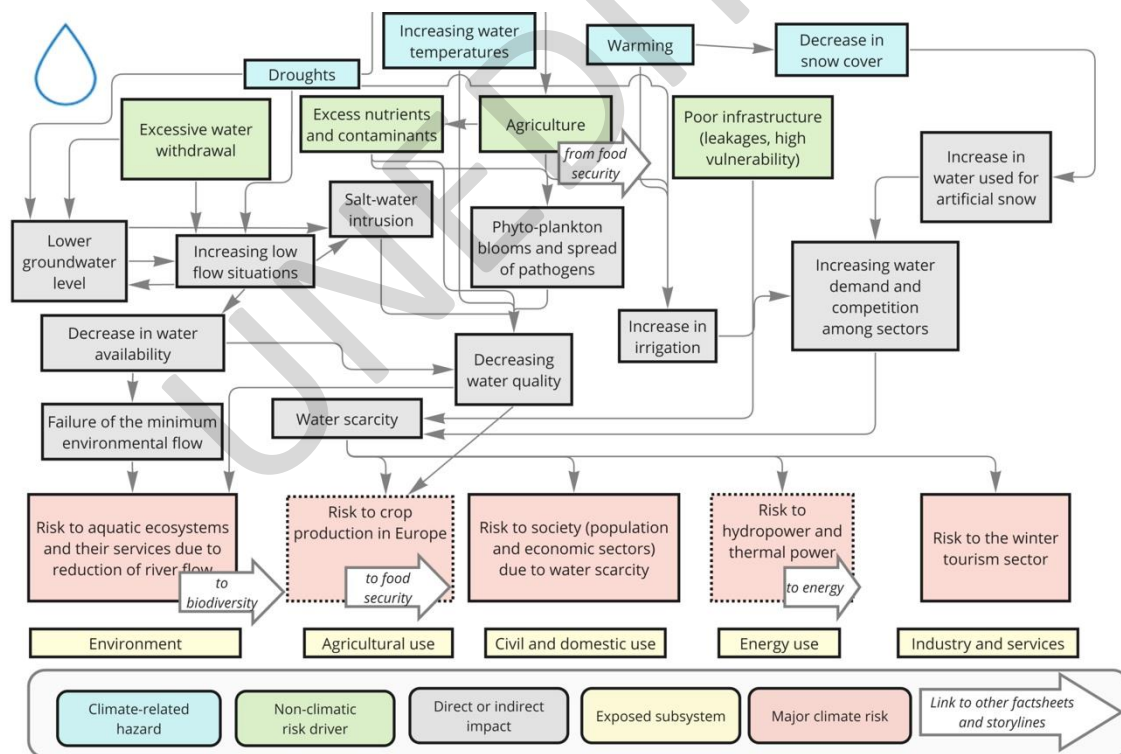 Increasing water
temperatures
Warming
Decrease in
snow cover
Droughts
Excessive water
withdrawal
Excess nutrients
and contaminants
Agriculture
from food
security
Poor infrastructure
(leakages, high
vulnerability)
Increase in
water used for
artificial snow
Salt-water
intrusion
Lower
groundwater
level
Increasing low
flow situations
Phyto-plankton
blooms and spread
of pathogens
Increasing water
demand and
competition
among sectors
Decrease in water
availability
Increase in
irrigation
Decreasing
water quality
Failure of the minimum
environmental flow
Water scarcity
Risk to aquatic ecosystems
and their services due to
reduction of river flow
to
biodiversity
Risk to crop
production in Europe
to food
security
Risk to society (population
and economic sectors)
due to water scarcity
Risk to
hydropower and
thermal power
to energy
Risk to the winter
tourism sector
Environment
Agricultural use
Civil and domestic use
Energy use
Industry and services
Climate-related
hazard
Non-climatic
risk driver
Direct or indirect
impact
Exposed subsystem
Major climate risk
Link to other factsheets
and storylines